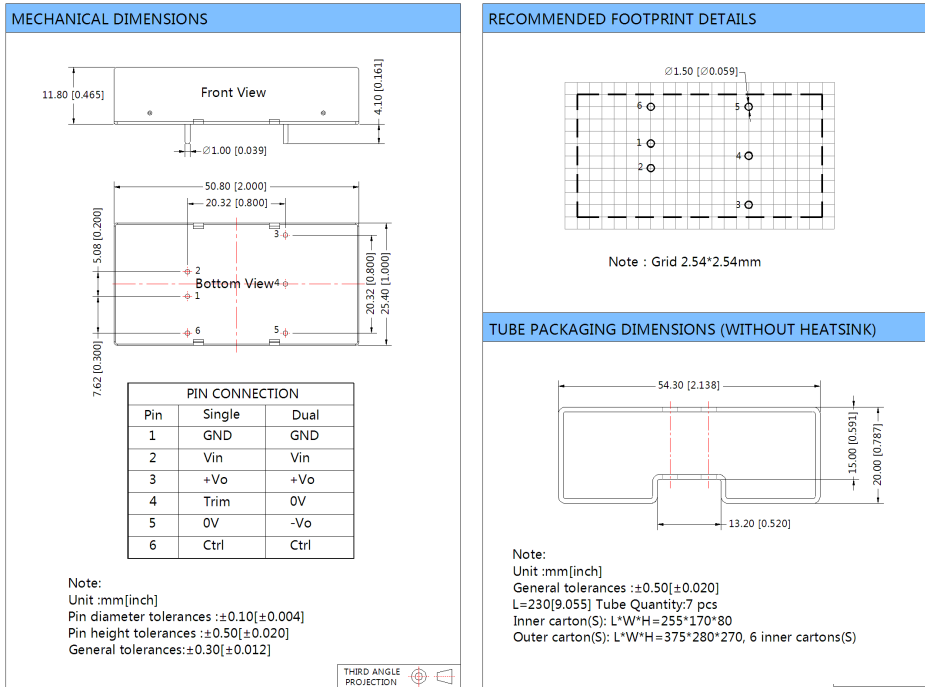 MECHANICAL DIMENSIONS
11.80 [0.465]
Front View
4.10 [0.161]
Ø1.00 [0.039]
50.80 [2.000]
20.32 [0.800]
5.08 [0.200]
3
2
Bottom View
4
1
20.32 [0.800]
25.40 [1.000]
6
5
7.62 [0.300]
PIN CONNECTION
Pin Single Dual
1 GND GND
2 Vin Vin
3 +Vo +Vo
4 Trim 0V
5 0V -Vo
6 Ctrl Ctrl
Note:
Unit :mm[inch]
Pin diameter tolerances :±0.10[±0.004]
Pin height tolerances :±0.50[±0.020]
General tolerances:±0.30[±0.012]
THIRD ANGLE
PROJECTION
RECOMMENDED FOOTPRINT DETAILS
Ø1.50 [Ø0.059]
6
5
1
4
2
3
Note : Grid 2.54*2.54mm
TUBE PACKAGING DIMENSIONS (WITHOUT HEATSINK)
54.30 [2.138]
15.00 [0.591]
20.00 [0.787]
13.20 [0.520]
Note:
Unit :mm[inch]
General tolerances :±0.50[±0.020]
L=230[9.055] Tube Quantity:7 pcs
Inner carton(S): L*W*H=255*170*80
Outer carton(S): L*W*H=375*280*270, 6 inner cartons(S)